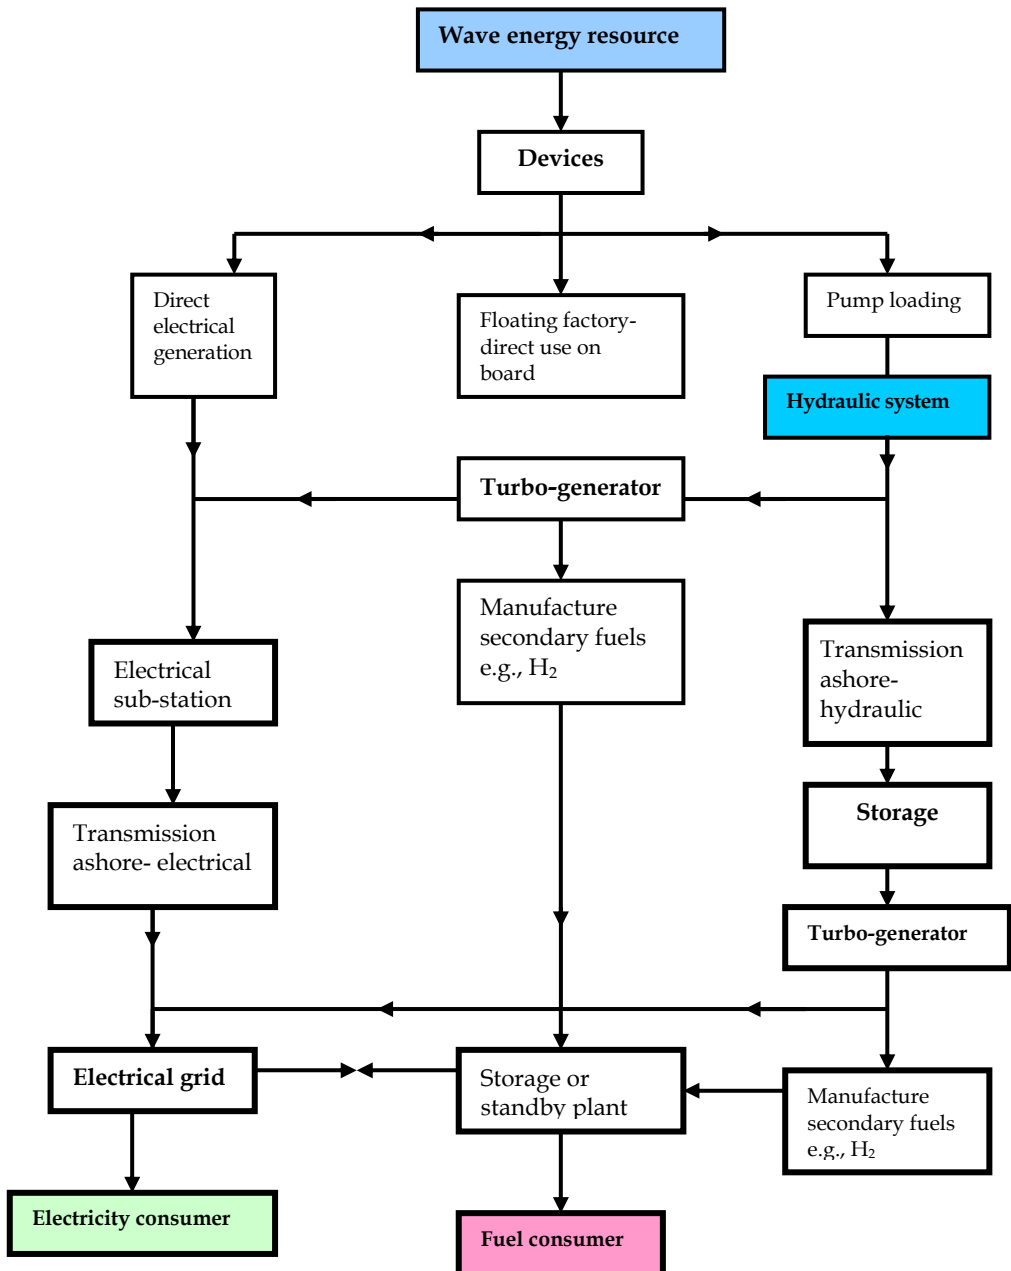 Wave energy resource
Devices
Direct
electrical
generation
Floating factory-
direct use on
board
Pump loading
Hydraulic system
Turbo-generator
Manufacture
secondary fuels
e.g., H₂
Electrical
sub-station
Transmission
ashore-
hydraulic
Storage
Transmission
ashore- electrical
Turbo-generator
Electrical grid
Storage or
standby plant
Manufacture
secondary fuels
e.g., H₂
Electricity consumer
Fuel consumer